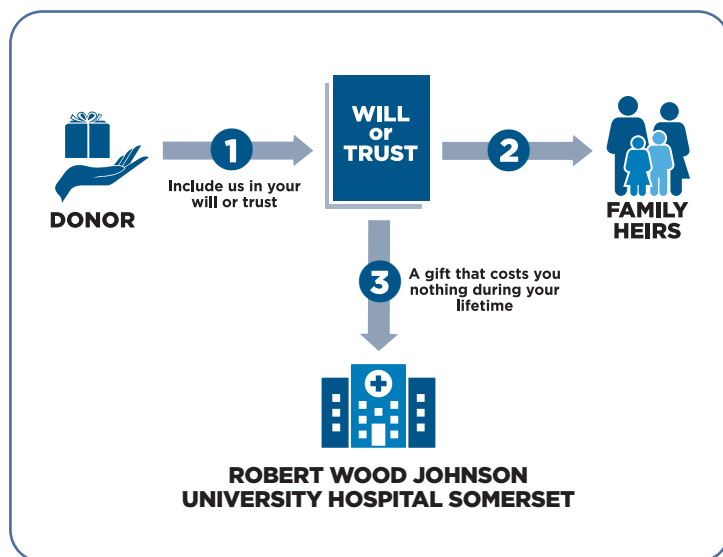 WILL
or
TRUST
1
2
Include us in your
will or trust
DONOR
FAMILY
HEIRS
3
A gift that costs you
nothing during your
lifetime
ROBERT WOOD JOHNSON
UNIVERSITY HOSPITAL SOMERSET